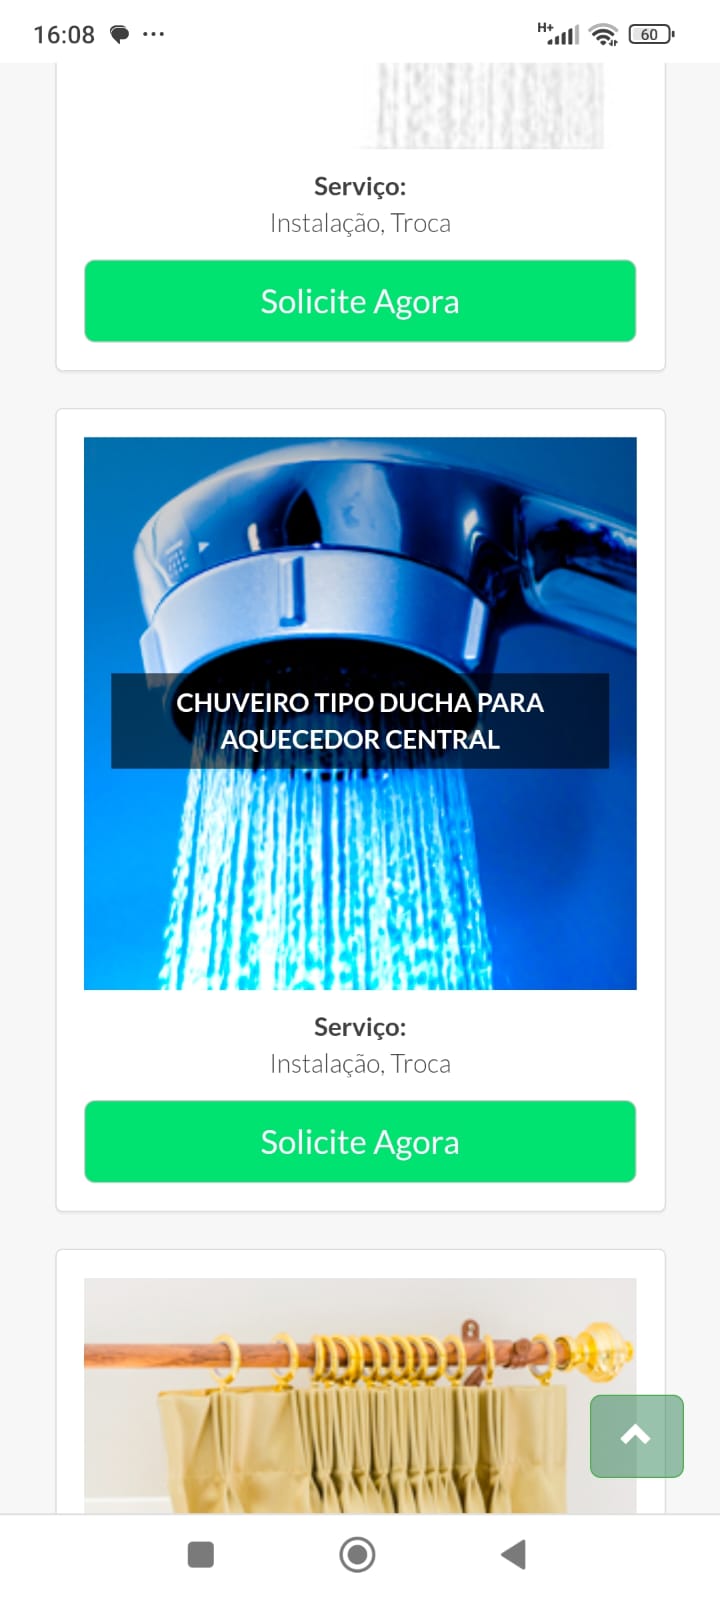 16:08
H+
60
Serviço:
Instalação, Troca
Solicite Agora
CHUVEIRO TIPO DUCHA PARA
AQUECEDOR CENTRAL
Serviço:
Instalação, Troca
Solicite Agora